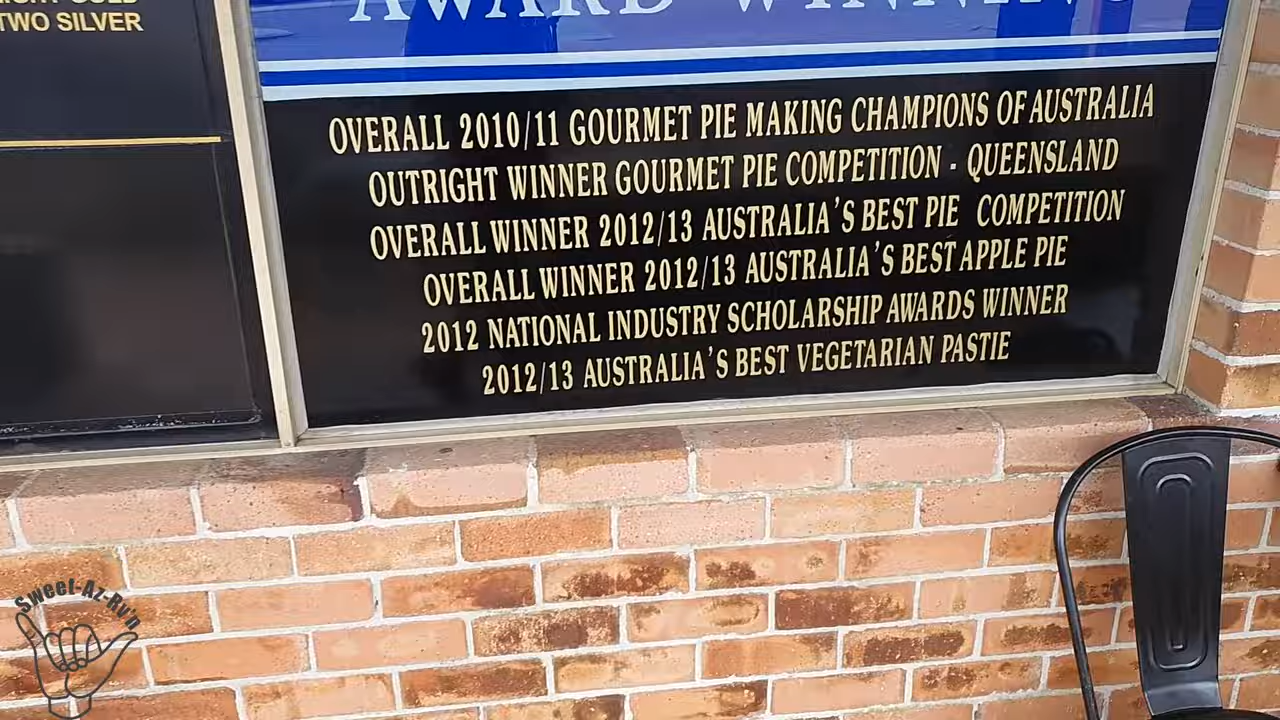 TWO SILVER
AWARD WINNING
OVERALL 2010/11 GOURMET PIE MAKING CHAMPIONS OF AUSTRALIA
OUTRIGHT WINNER GOURMET PIE COMPETITION - QUEENSLAND
OVERALL WINNER 2012/13 AUSTRALIA'S BEST PIE COMPETITION
OVERALL WINNER 2012/13 AUSTRALIA'S BEST APPLE PIE
2012 NATIONAL INDUSTRY SCHOLARSHIP AWARDS WINNER
2012/13 AUSTRALIA'S BEST VEGETARIAN PASTIE
Sweet-Az-Ru'n